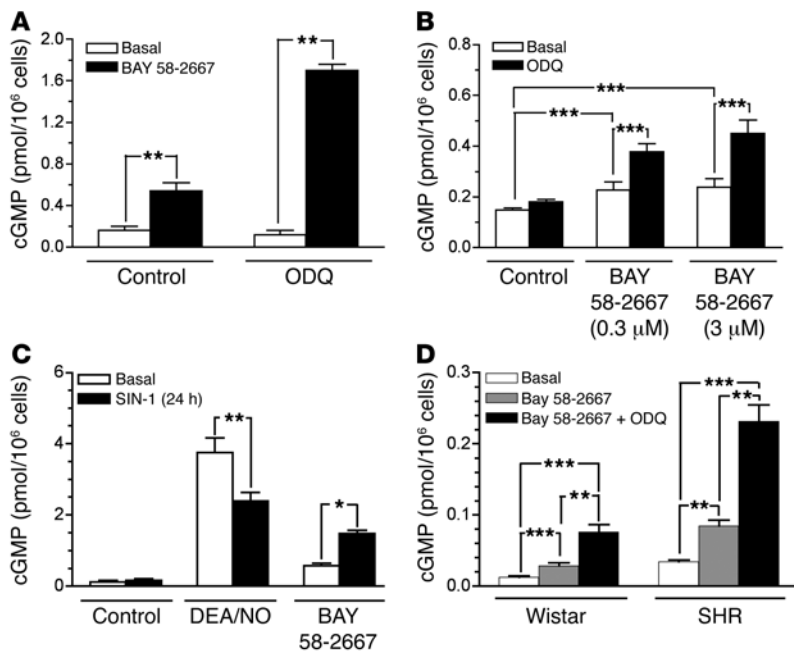 A
cGMP (pmol/10⁶ cells)
2.0
1.6
1.2
0.8
0.4
0.0
Basal
BAY 58-2667
**
**
Control
ODQ
B
cGMP (pmol/10⁶ cells)
0.8
0.6
0.4
0.2
0.0
Basal
ODQ
***
***
***
***
Control
BAY
58-2667
(0.3 μM)
BAY
58-2667
(3 μM)
C
cGMP (pmol/10⁶ cells)
6
4
2
0
Basal
SIN-1 (24 h)
**
*
Control
DEA/NO
BAY
58-2667
D
cGMP (pmol/10⁶ cells)
0.3
0.2
0.1
0.0
Basal
Bay 58-2667
Bay 58-2667 + ODQ
***
***
**
***
**
**
Wistar
SHR